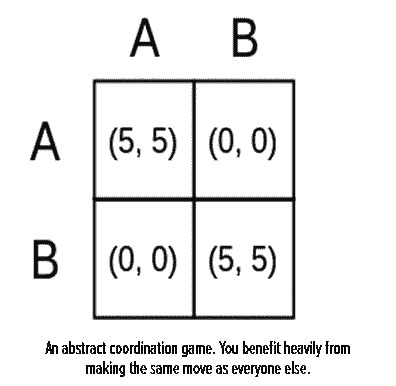 A B
A (5, 5) (0, 0)
B (0, 0) (5, 5)
An abstract coordination game. You benefit heavily from
making the same move as everyone else.